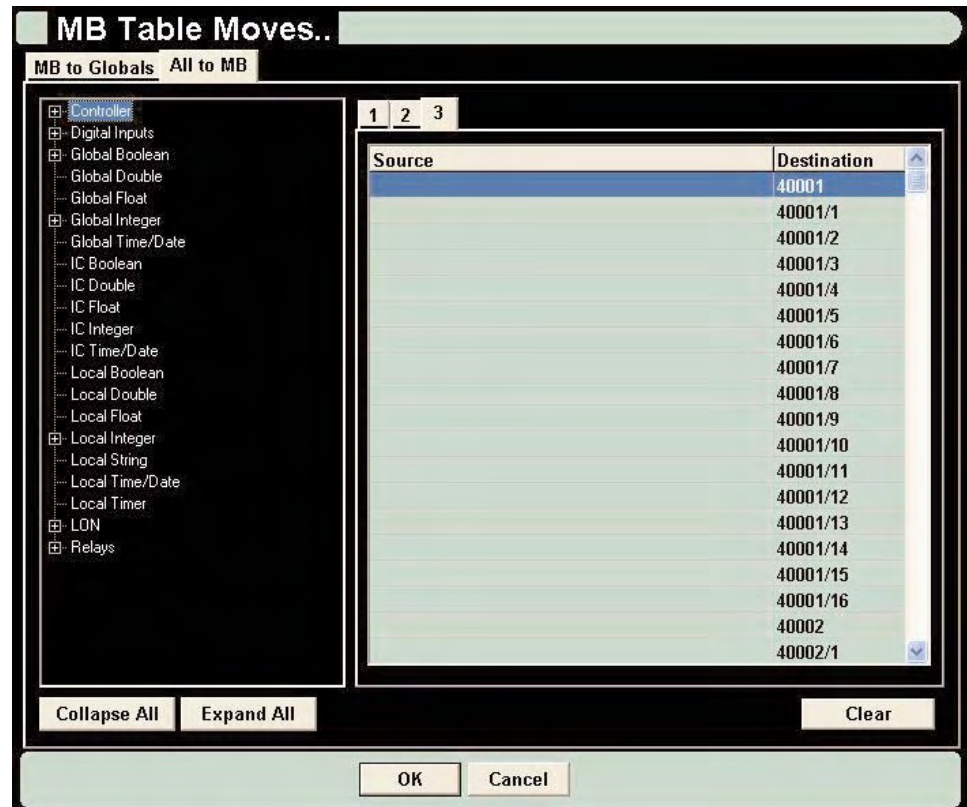 MB Table Moves..
MB to Globals All to MB
Controller
Digital Inputs
Global Boolean
Global Double
Global Float
Global Integer
Global Time/Date
IC Boolean
IC Double
IC Float
IC Integer
IC Time/Date
Local Boolean
Local Double
Local Float
Local Integer
Local String
Local Time/Date
Local Timer
LON
Relays
1 2 3
Source Destination
40001
40001/1
40001/2
40001/3
40001/4
40001/5
40001/6
40001/7
40001/8
40001/9
40001/10
40001/11
40001/12
40001/13
40001/14
40001/15
40001/16
40002
40002/1
Collapse All Expand All Clear
OK Cancel